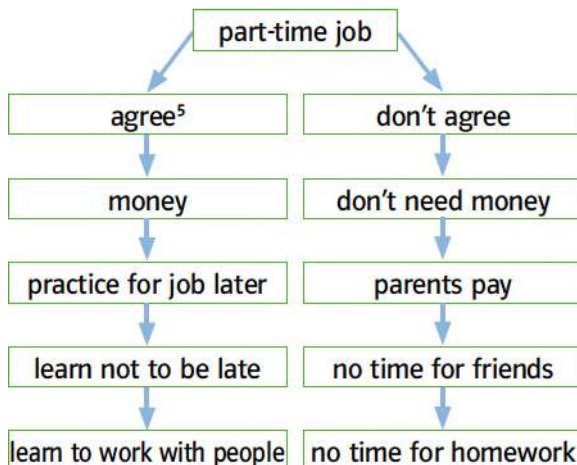 part-time job
agree⁵
don't agree
money
don't need money
practice for job later
parents pay
learn not to be late
no time for friends
learn to work with people
no time for homework